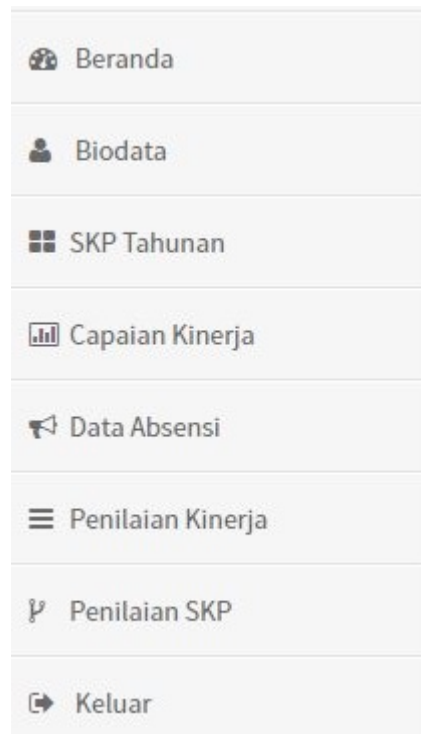 Beranda
Biodata
SKP Tahunan
Capaian Kinerja
Data Absensi
Penilaian Kinerja
Penilaian SKP
Keluar